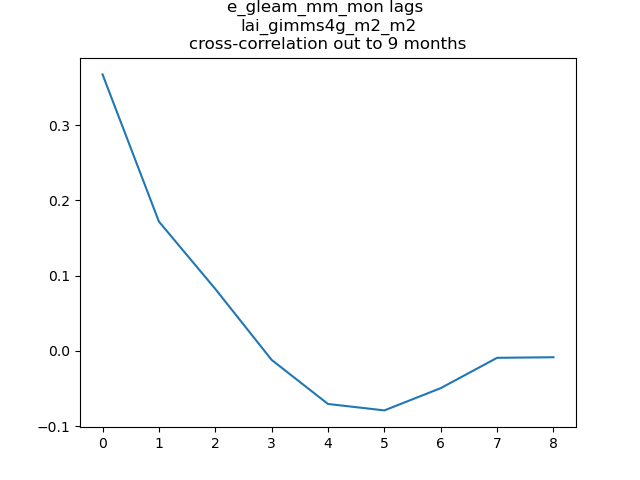 e_gleam_mm_mon lags
lai_gimms4g_m2_m2
cross-correlation out to 9 months
0.3
0.2
0.1
0.0
−0.1
0 1 2 3 4 5 6 7 8